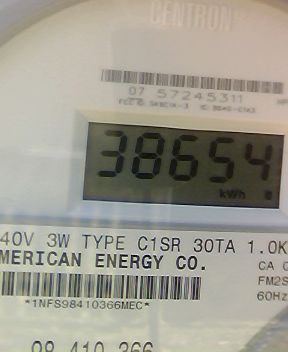 CENTRON
07 57245311
38654
kWh
40V 3W TYPE C1SR 30TA 1.0K
MERICAN ENERGY CO.
CA
FM2S
60Hz
*1NFS98410366MEC*
98 410 366